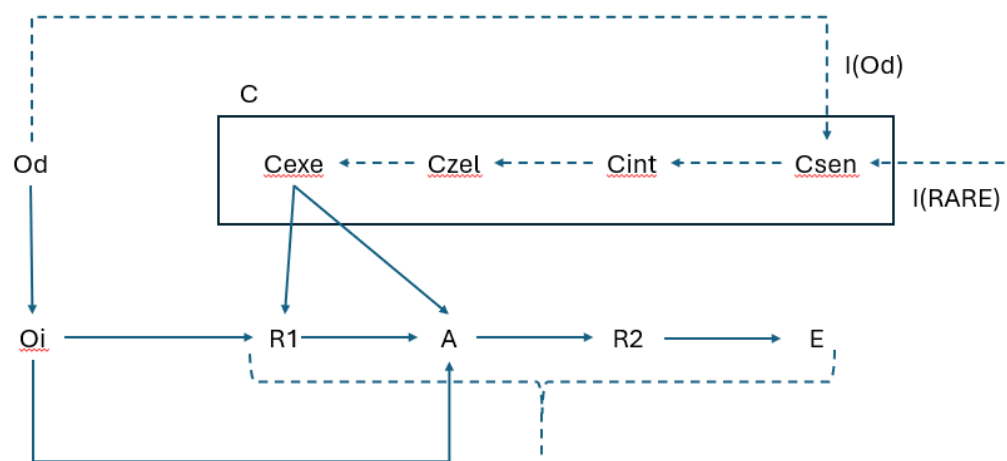 I(Od)
C
Od
Cexe
Czel
Cint
Csen
I(RARE)
Oi
R1
A
R2
E